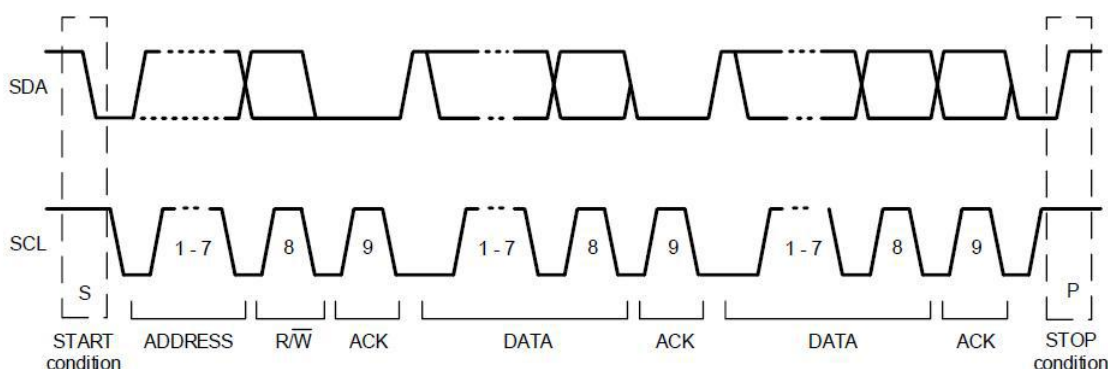 SDA
SCL
1 - 7
8
9
1 - 7
8
9
1 - 7
8
9
S
P
START condition
ADDRESS
R/W̅
ACK
DATA
ACK
DATA
ACK
STOP condition